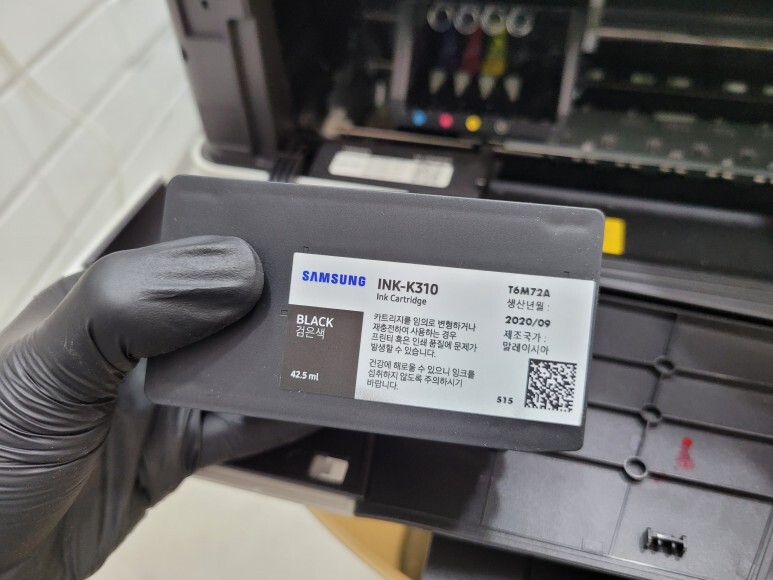 SAMSUNG INK-K310
Ink Cartridge
BLACK
검은색
42.5 ml
카트리지를 임의로 변형하거나
재충전하여 사용하는 경우
프린터 혹은 인쇄 품질에 문제가
발생할 수 있습니다.
건강에 해로울 수 있으니 잉크를
섭취하지 않도록 주의하시기
바랍니다.
T6M72A
생산년월 :
2020/09
제조국가 :
말레이시아
515